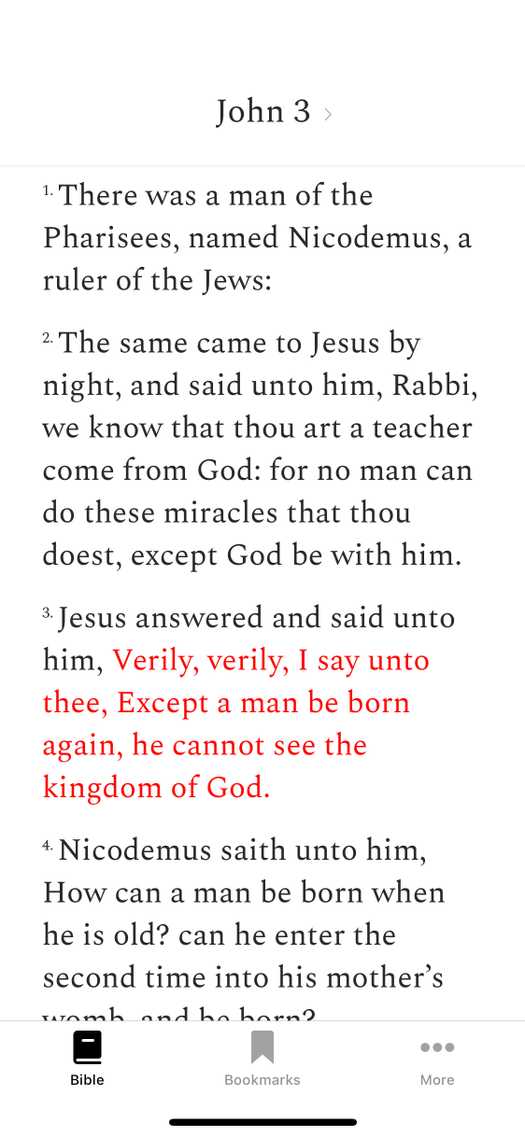 John 3
1. There was a man of the
Pharisees, named Nicodemus, a
ruler of the Jews:
2. The same came to Jesus by
night, and said unto him, Rabbi,
we know that thou art a teacher
come from God: for no man can
do these miracles that thou
doest, except God be with him.
3. Jesus answered and said unto
him, Verily, verily, I say unto
thee, Except a man be born
again, he cannot see the
kingdom of God.
4. Nicodemus saith unto him,
How can a man be born when
he is old? can he enter the
second time into his mother’s
womb, and be born?
Bible
Bookmarks
More